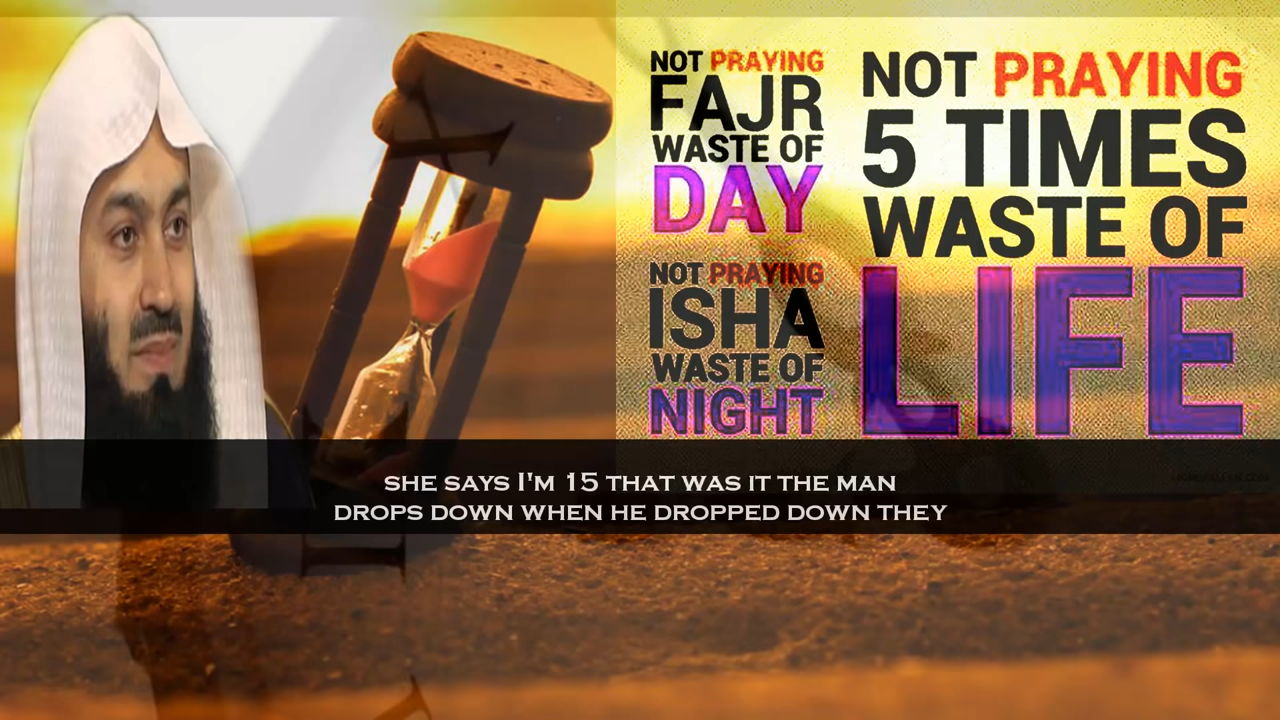 NOT PRAYING
FAJR
WASTE OF
DAY
NOT PRAYING
ISHA
WASTE OF
NIGHT
NOT PRAYING
5 TIMES
WASTE OF
LIFE
SHE SAYS I'M 15 THAT WAS IT THE MAN
DROPS DOWN WHEN HE DROPPED DOWN THEY